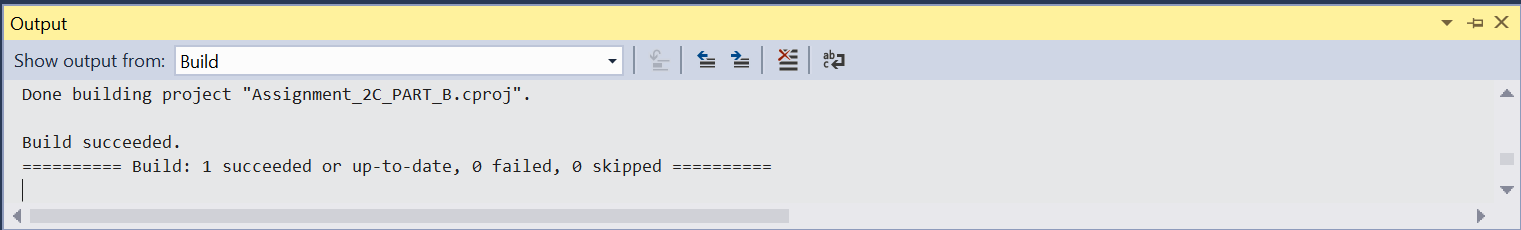 Output
Show output from: Build
ab
c
Done building project "Assignment_2C_PART_B.cproj".
Build succeeded.
========== Build: 1 succeeded or up-to-date, 0 failed, 0 skipped ==========